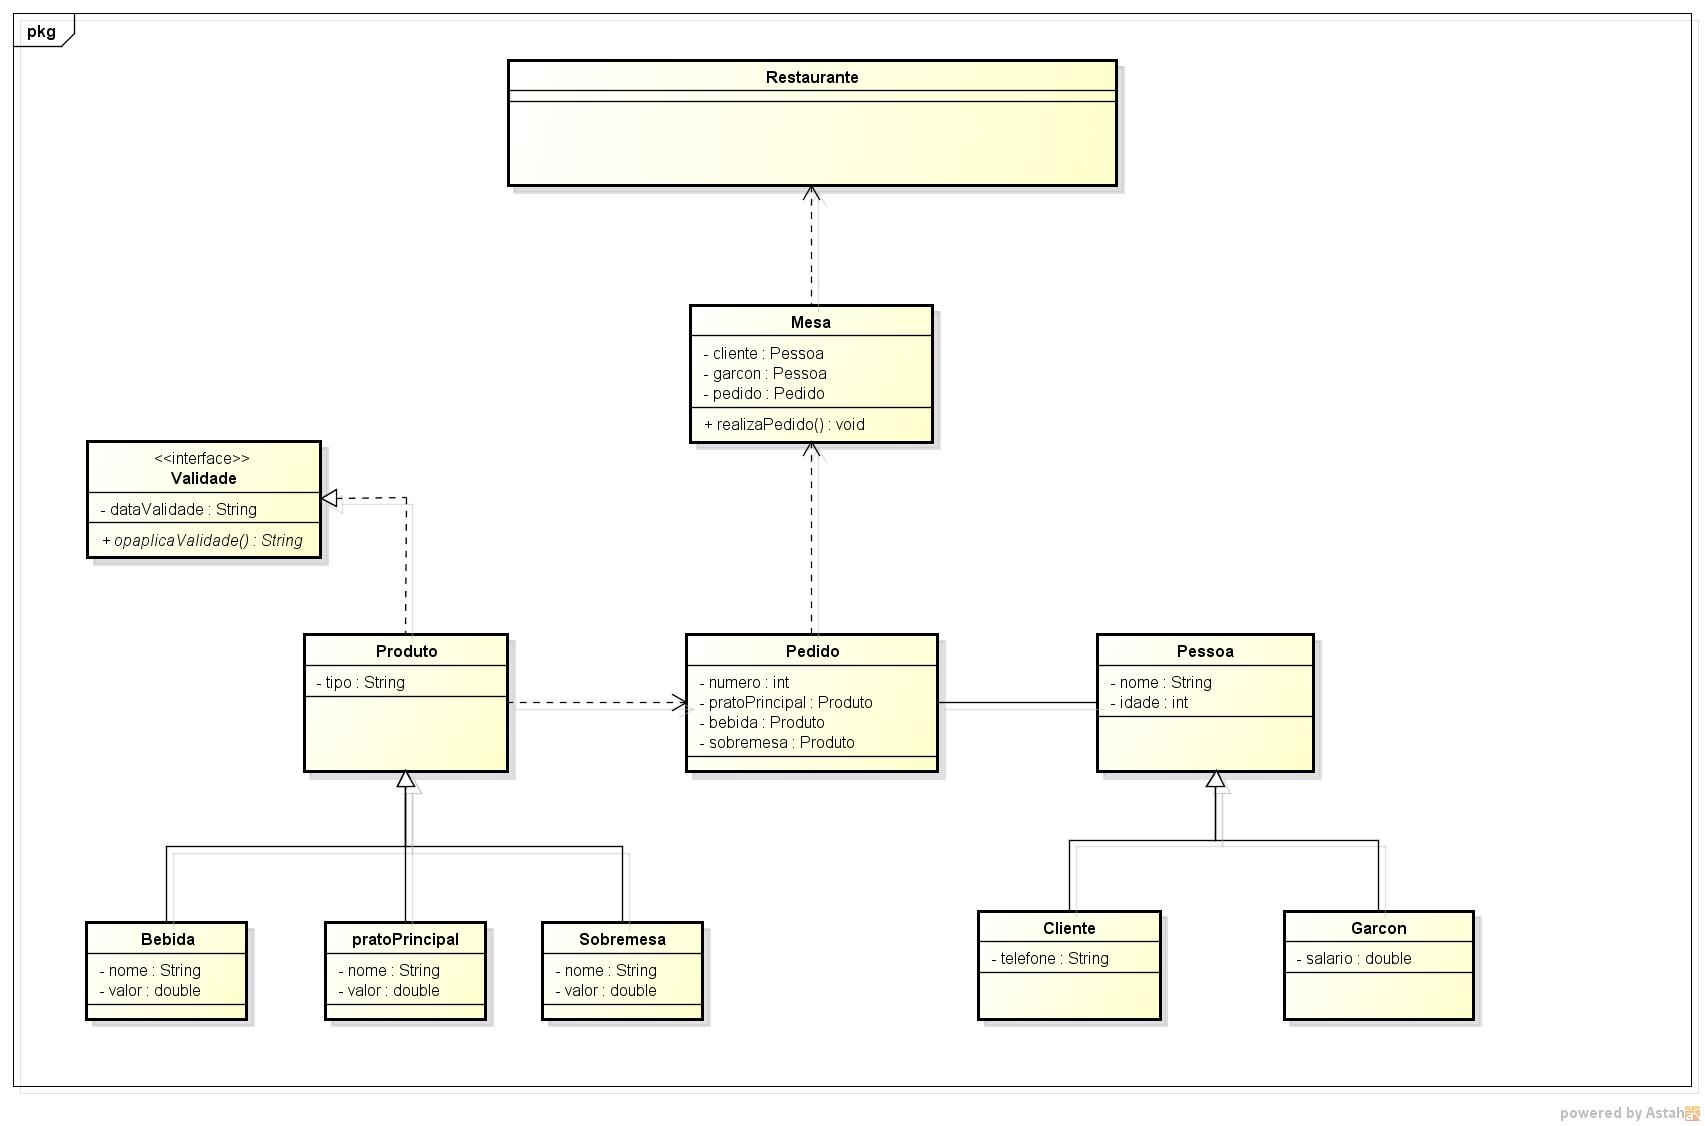 pkg
Restaurante
Mesa
- cliente : Pessoa
- garcon : Pessoa
- pedido : Pedido
+ realizaPedido() : void
<<interface>>
Validade
- dataValidade : String
+ opaplicaValidade() : String
Produto
- tipo : String
Pedido
- numero : int
- pratoPrincipal : Produto
- bebida : Produto
- sobremesa : Produto
Pessoa
- nome : String
- idade : int
Bebida
- nome : String
- valor : double
pratoPrincipal
- nome : String
- valor : double
Sobremesa
- nome : String
- valor : double
Cliente
- telefone : String
Garcon
- salario : double
powered by Astah